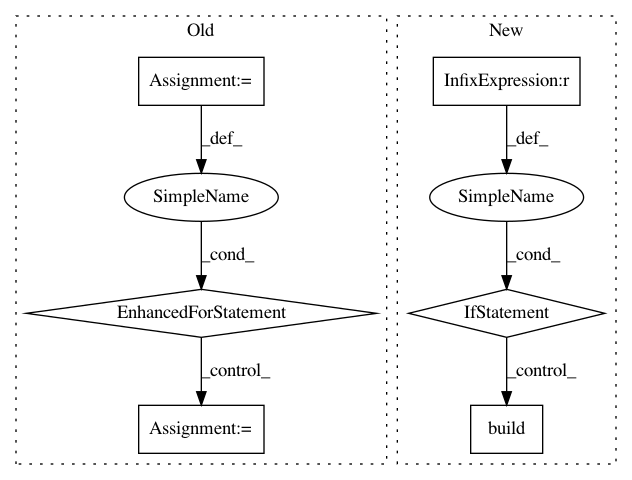 Old
New
Assignment:=
InfixExpression:r
_def_
_def_
SimpleName
SimpleName
_cond_
_cond_
EnhancedForStatement
IfStatement
_control_
_control_
Assignment:=
build